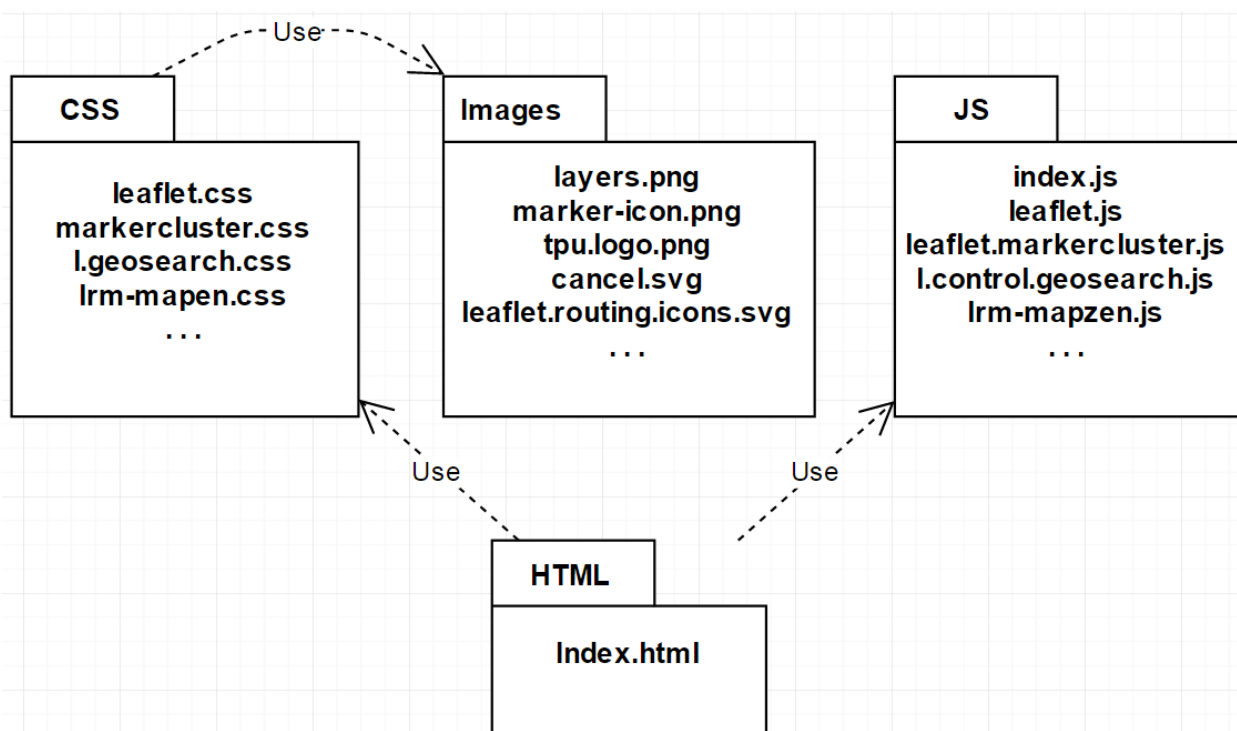 Use
CSS
leaflet.css
markercluster.css
l.geosearch.css
lrm-mapen.css
...
Images
layers.png
marker-icon.png
tpu.logo.png
cancel.svg
leaflet.routing.icons.svg
...
JS
index.js
leaflet.js
leaflet.markercluster.js
l.control.geosearch.js
lrm-mapzen.js
...
Use
Use
HTML
Index.html